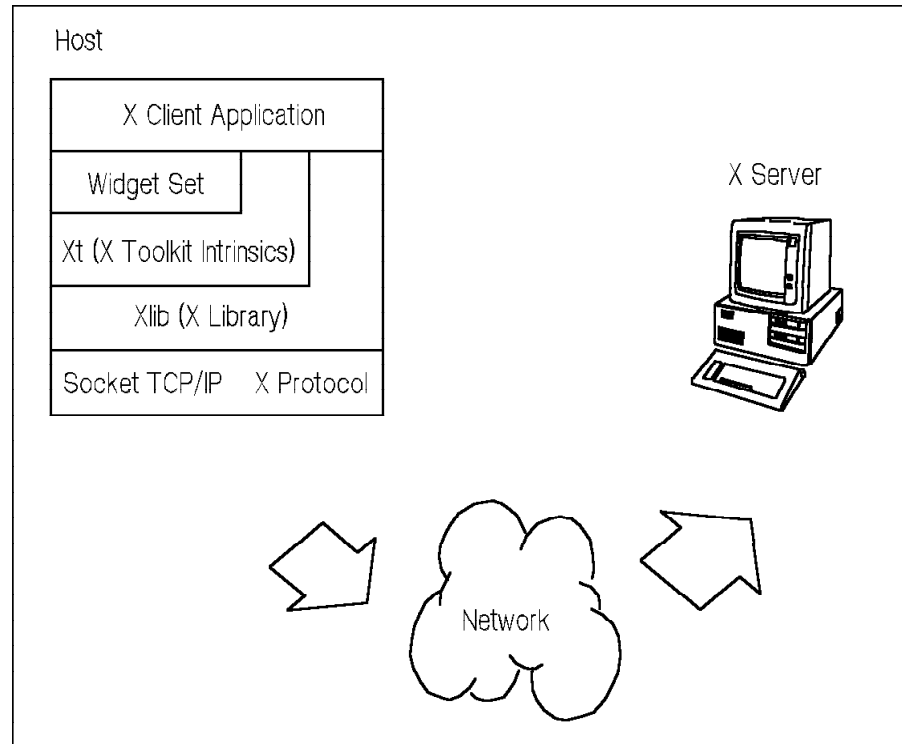 Host
X Client Application
Widget Set
Xt (X Toolkit Intrinsics)
Xlib (X Library)
Socket TCP/IP X Protocol
X Server
Network